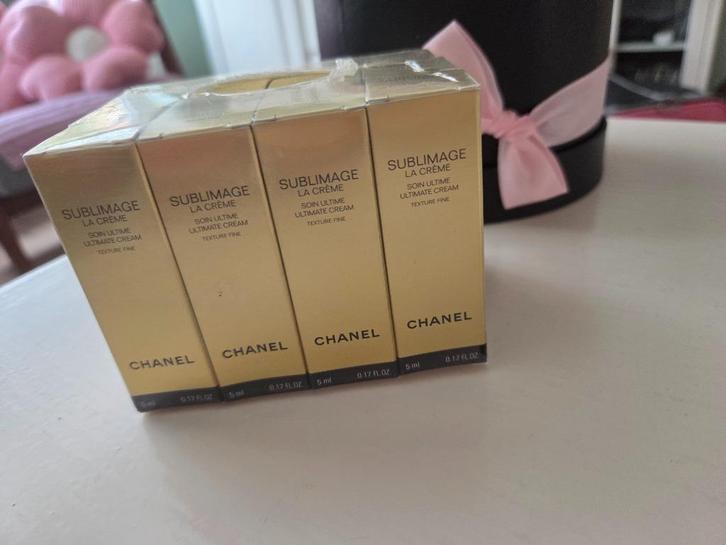 SUBLIMAGE
LA CRÈME
SOIN ULTIME
ULTIMATE CREAM
TEXTURE FINE
CHANEL
5 ml 0.17 FL.OZ
SUBLIMAGE
LA CRÈME
SOIN ULTIME
ULTIMATE CREAM
TEXTURE FINE
CHANEL
5 ml 0.17 FL.OZ
SUBLIMAGE
LA CRÈME
SOIN ULTIME
ULTIMATE CREAM
TEXTURE FINE
CHANEL
5 ml 0.17 FL.OZ
SUBLIMAGE
LA CRÈME
SOIN ULTIME
ULTIMATE CREAM
TEXTURE FINE
CHANEL
5 ml 0.17 FL.OZ